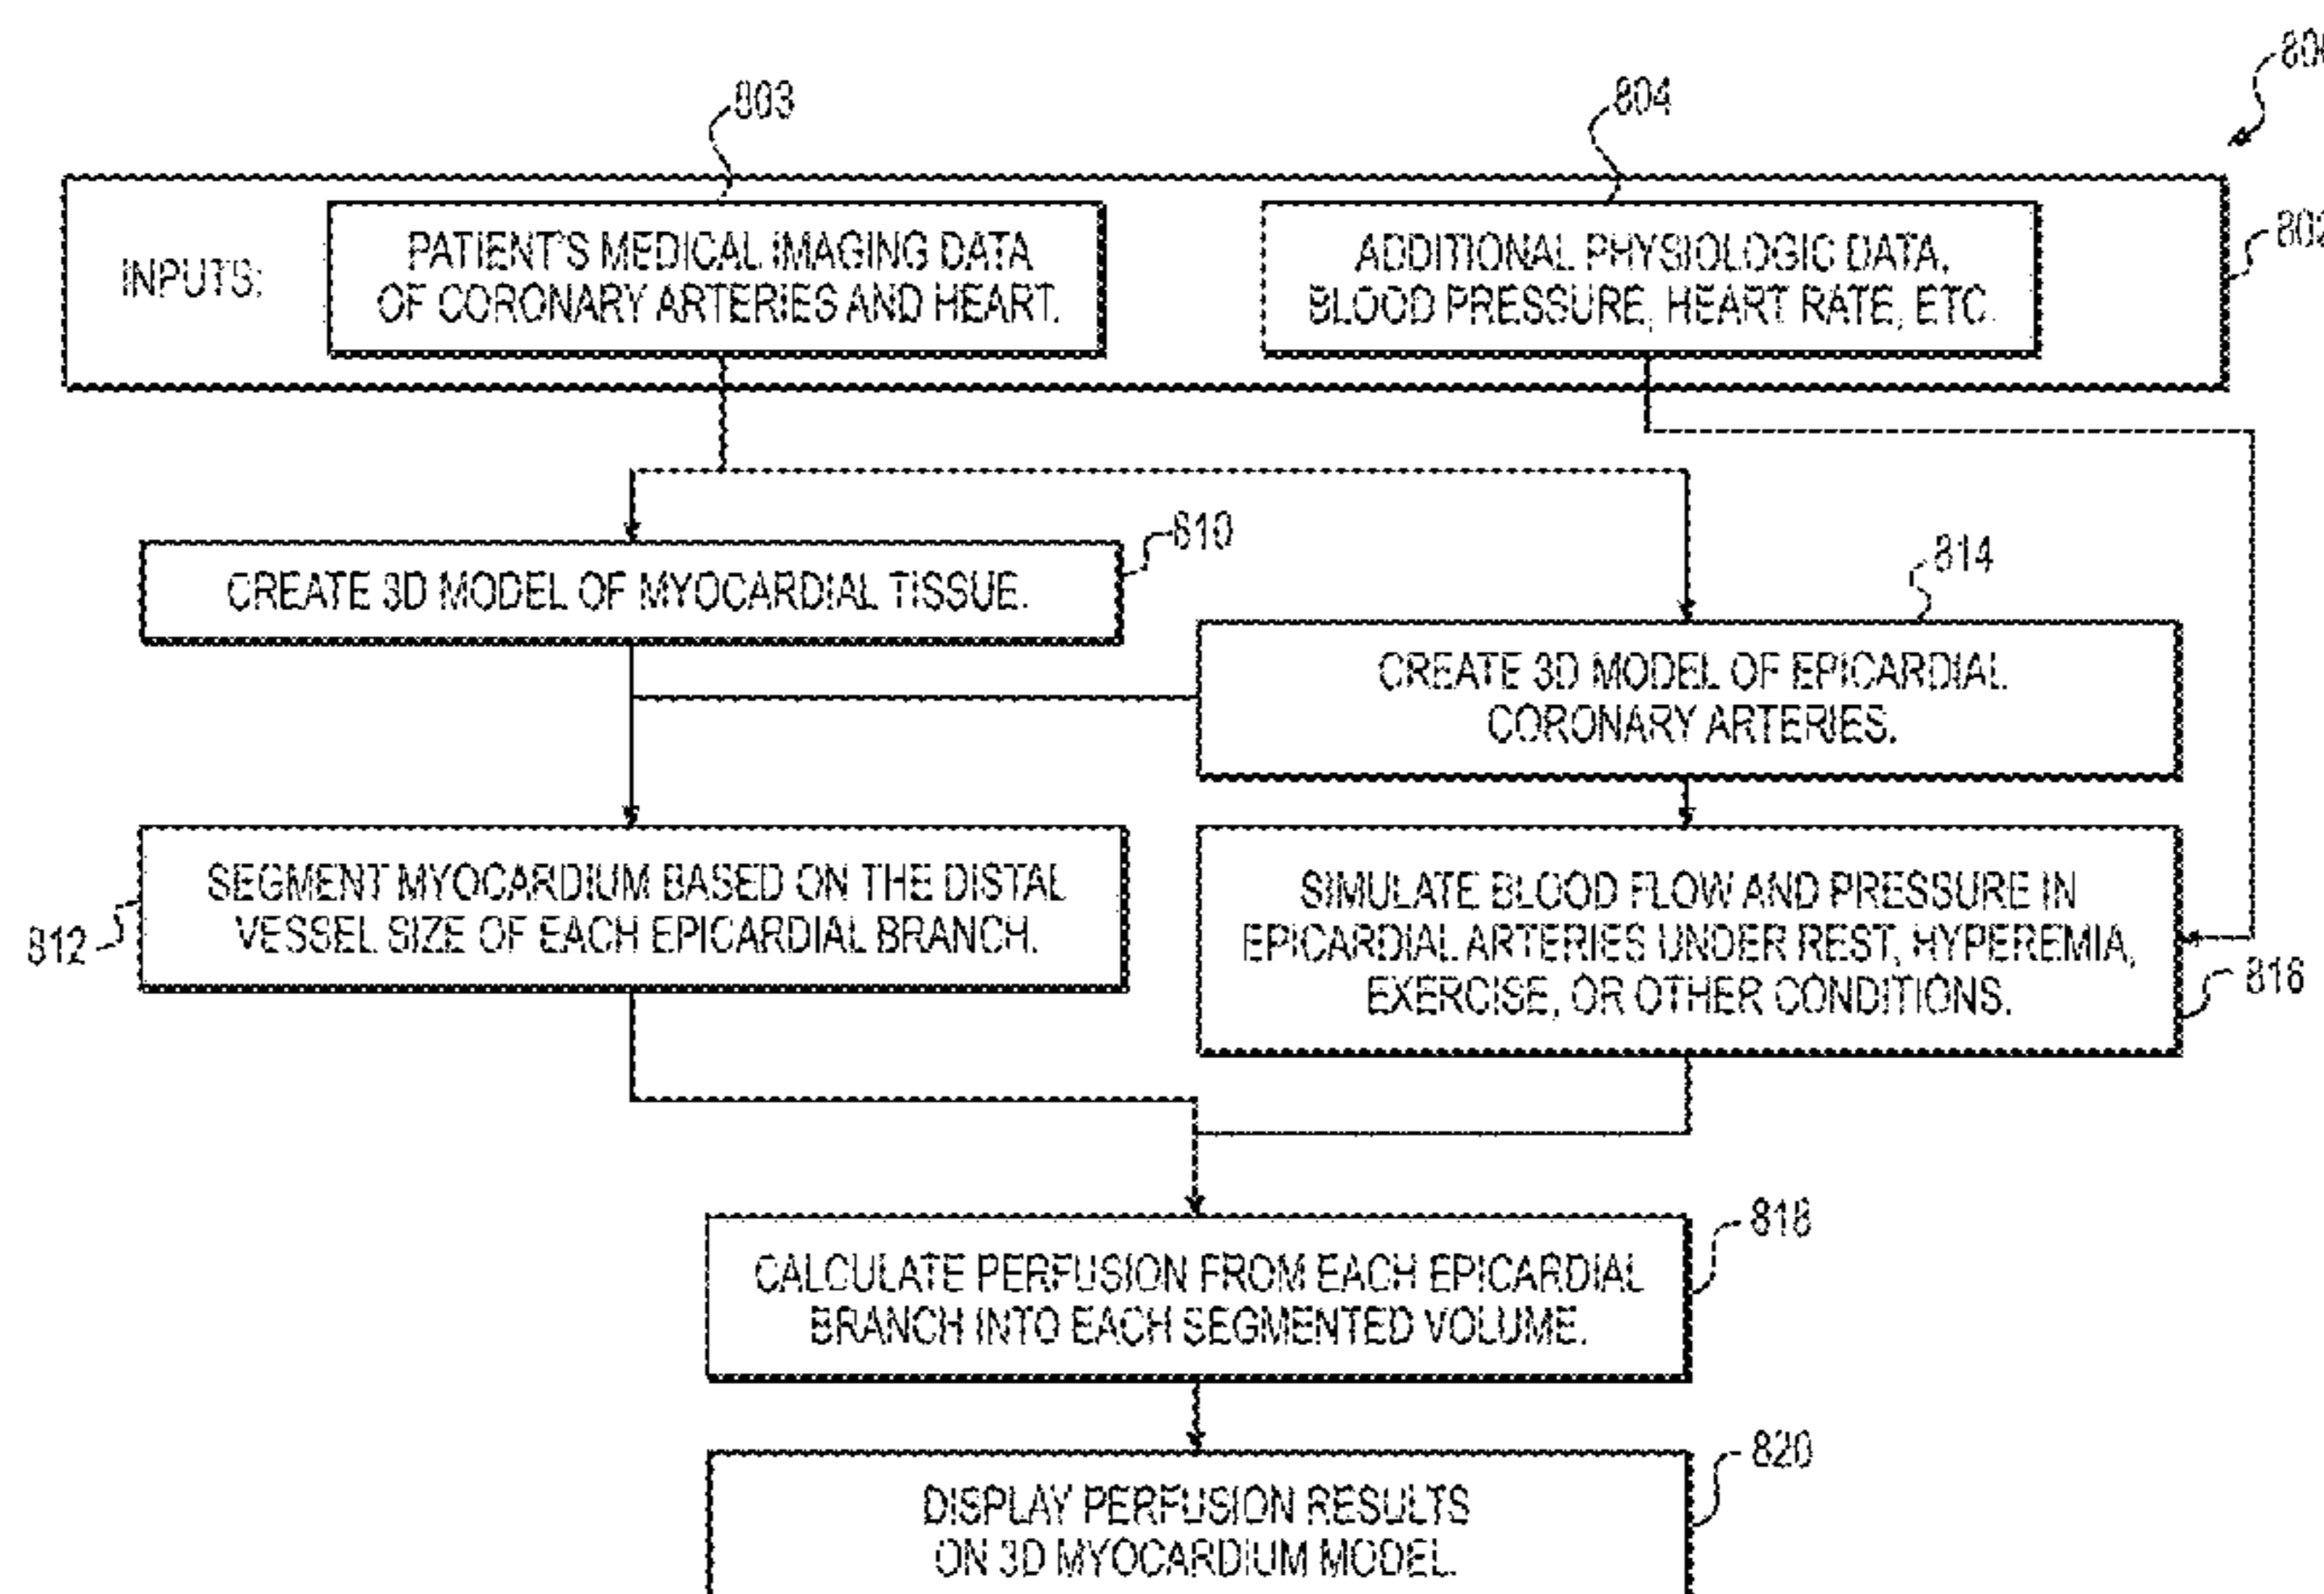 803
804
INPUTS:
PATIENT'S MEDICAL IMAGING DATA
OF CORONARY ARTERIES AND HEART.
ADDITIONAL PHYSIOLOGIC DATA,
BLOOD PRESSURE, HEART RATE, ETC.
802
CREATE 3D MODEL OF MYOCARDIAL TISSUE.
810
814
CREATE 3D MODEL OF EPICARDIAL
CORONARY ARTERIES.
812
SEGMENT MYOCARDIUM BASED ON THE DISTAL
VESSEL SIZE OF EACH EPICARDIAL BRANCH.
SIMULATE BLOOD FLOW AND PRESSURE IN
EPICARDIAL ARTERIES UNDER REST, HYPEREMIA,
EXERCISE, OR OTHER CONDITIONS.
816
818
CALCULATE PERFUSION FROM EACH EPICARDIAL
BRANCH INTO EACH SEGMENTED VOLUME.
820
DISPLAY PERFUSION RESULTS
ON 3D MYOCARDIUM MODEL.